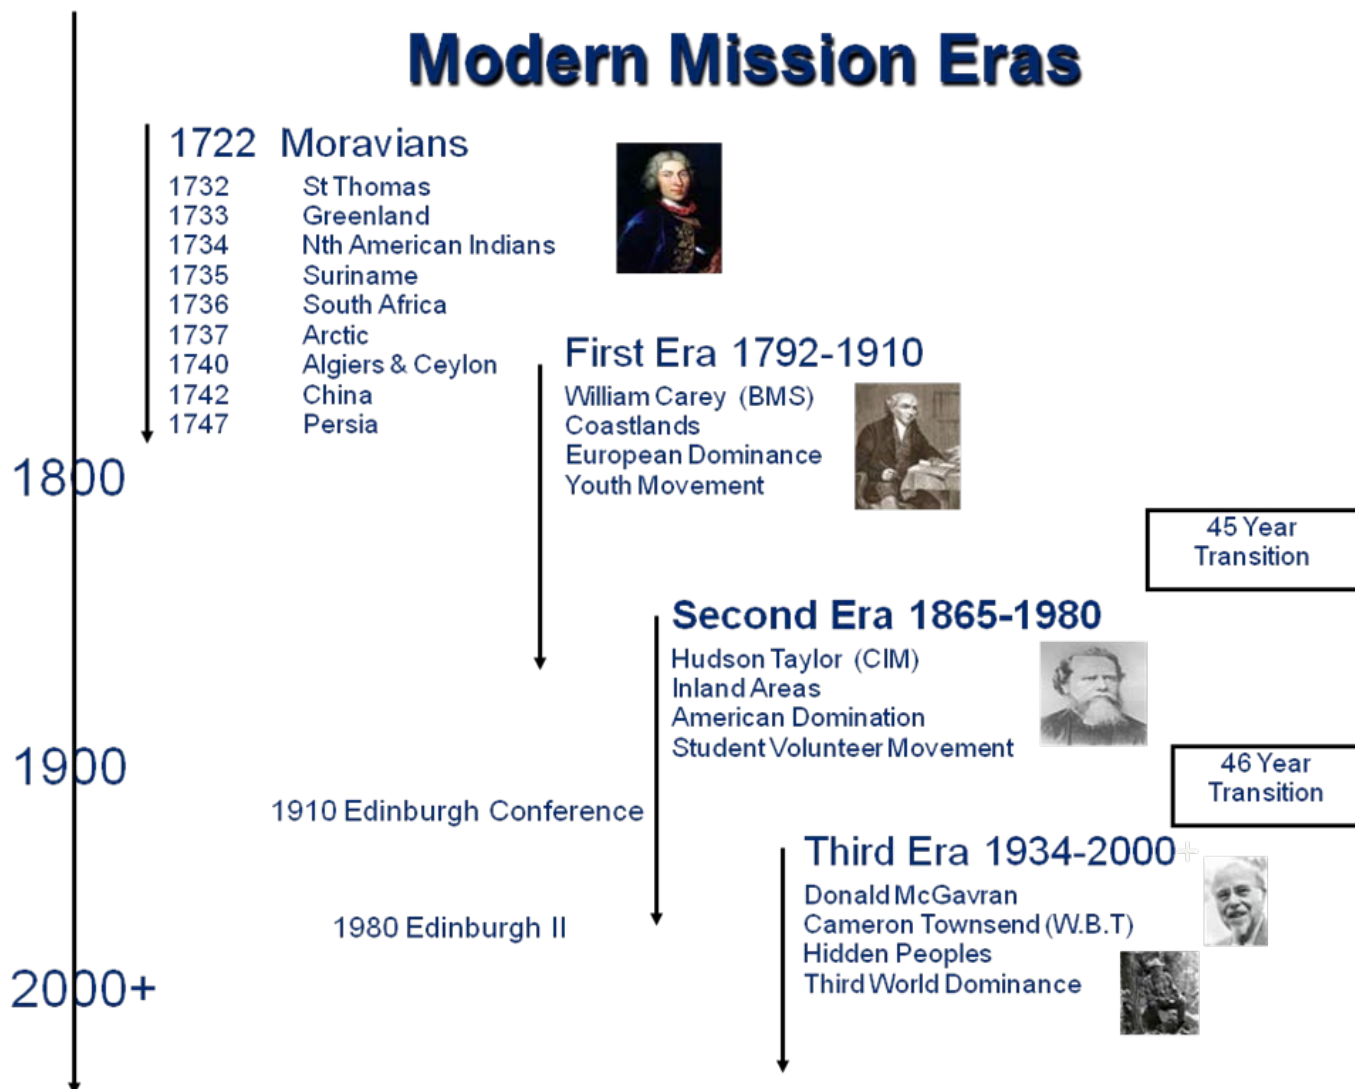 Modern Mission Eras
1722 Moravians
1732 St Thomas
1733 Greenland
1734 Nth American Indians
1735 Suriname
1736 South Africa
1737 Arctic
1740 Algiers & Ceylon
1742 China
1747 Persia
First Era 1792-1910
William Carey (BMS)
Coastlands
European Dominance
Youth Movement
1800
45 Year
Transition
Second Era 1865-1980
Hudson Taylor (CIM)
Inland Areas
American Domination
Student Volunteer Movement
1900
46 Year
Transition
1910 Edinburgh Conference
Third Era 1934-2000+
Donald McGavran
Cameron Townsend (W.B.T)
Hidden Peoples
Third World Dominance
1980 Edinburgh II
2000+